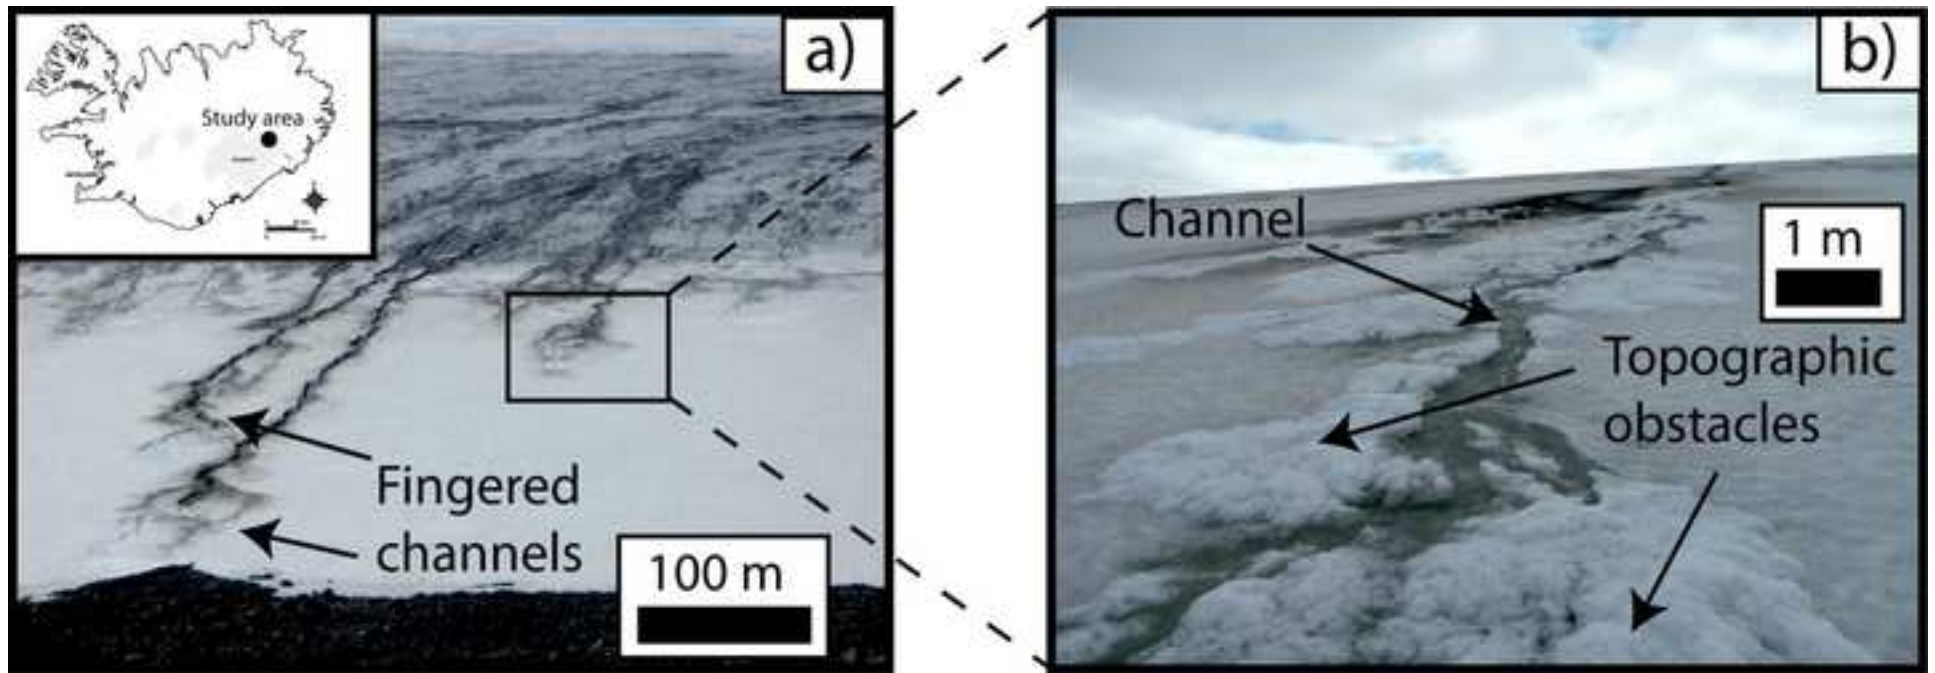 a)
Study area
Fingered
channels
100 m
b)
Channel
1 m
Topographic
obstacles